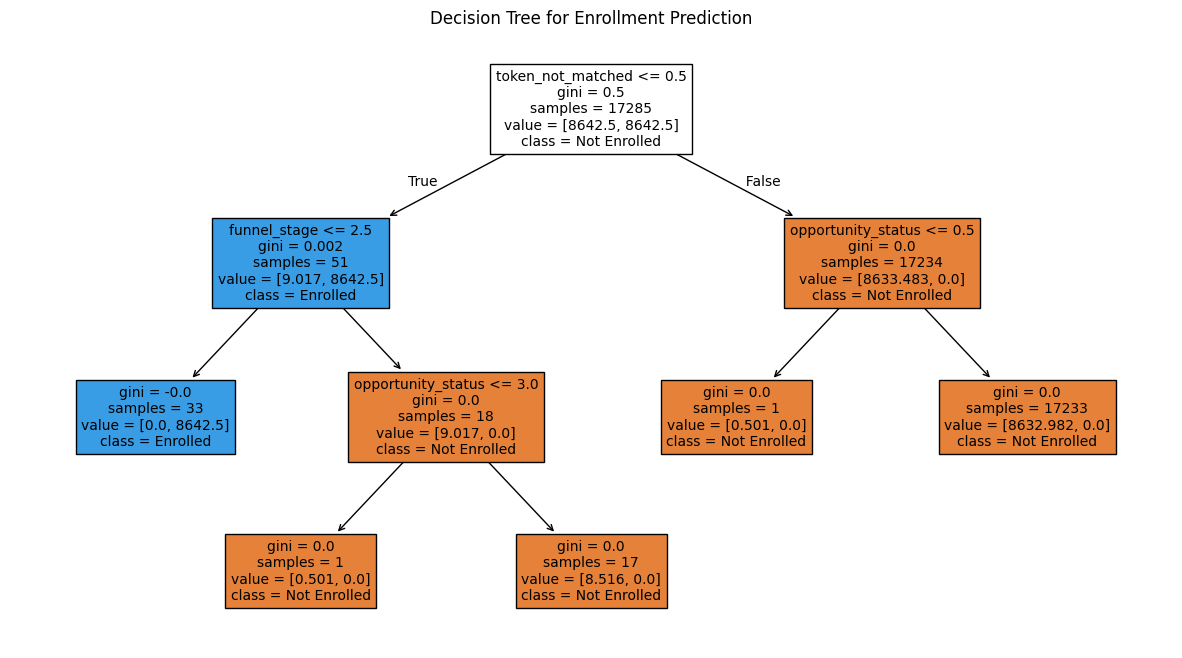 Decision Tree for Enrollment Prediction
token_not_matched <= 0.5
gini = 0.5
samples = 17285
value = [8642.5, 8642.5]
class = Not Enrolled
True
False
funnel_stage <= 2.5
gini = 0.002
samples = 51
value = [9.017, 8642.5]
class = Enrolled
opportunity_status <= 0.5
gini = 0.0
samples = 17234
value = [8633.483, 0.0]
class = Not Enrolled
gini = -0.0
samples = 33
value = [0.0, 8642.5]
class = Enrolled
opportunity_status <= 3.0
gini = 0.0
samples = 18
value = [9.017, 0.0]
class = Not Enrolled
gini = 0.0
samples = 1
value = [0.501, 0.0]
class = Not Enrolled
gini = 0.0
samples = 17233
value = [8632.982, 0.0]
class = Not Enrolled
gini = 0.0
samples = 1
value = [0.501, 0.0]
class = Not Enrolled
gini = 0.0
samples = 17
value = [8.516, 0.0]
class = Not Enrolled